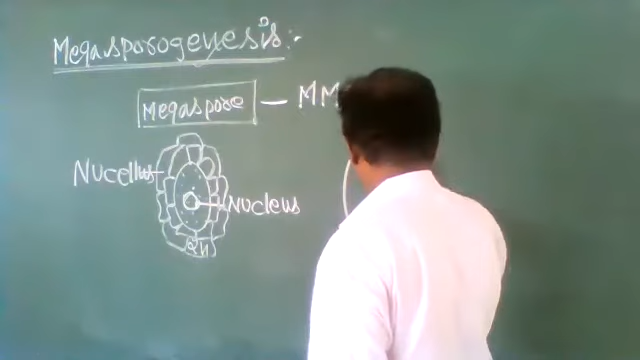 Megasporogenesis:-
Megaspore — MM
Nucellus
Nucleus
2n